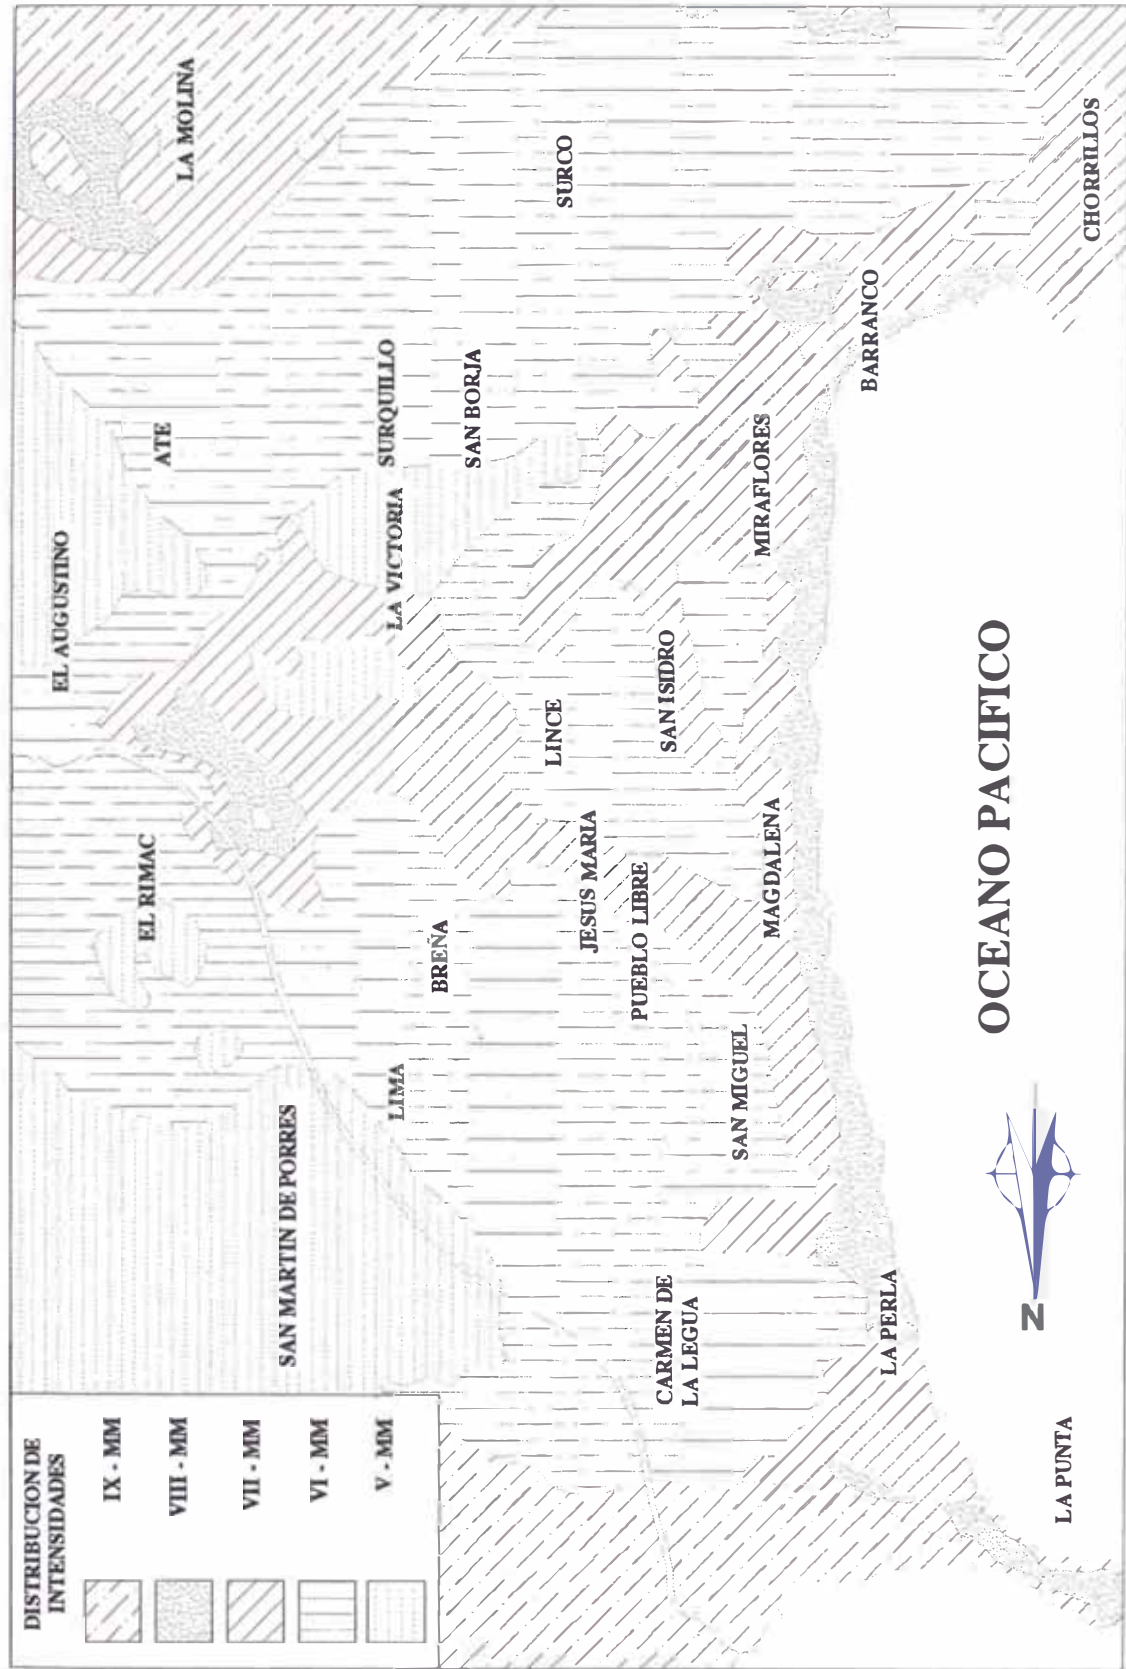 DISTRIBUCION DE
INTENSIDADES
IX - MM
VIII - MM
VII - MM
VI - MM
V - MM
SAN MARTIN DE PORRES
EL RIMAC
EL AUGUSTINO
ATE
LA MOLINA
LIMA
BREÑA
LA VICTORIA
SURQUILLO
SAN BORJA
SURCO
LINCE
JESUS MARIA
PUEBLO LIBRE
SAN ISIDRO
CARMEN DE
LA LEGUA
SAN MIGUEL
MAGDALENA
MIRAFLORES
BARRANCO
LA PERLA
CHORRILLOS
LA PUNTA
OCEANO PACIFICO
N